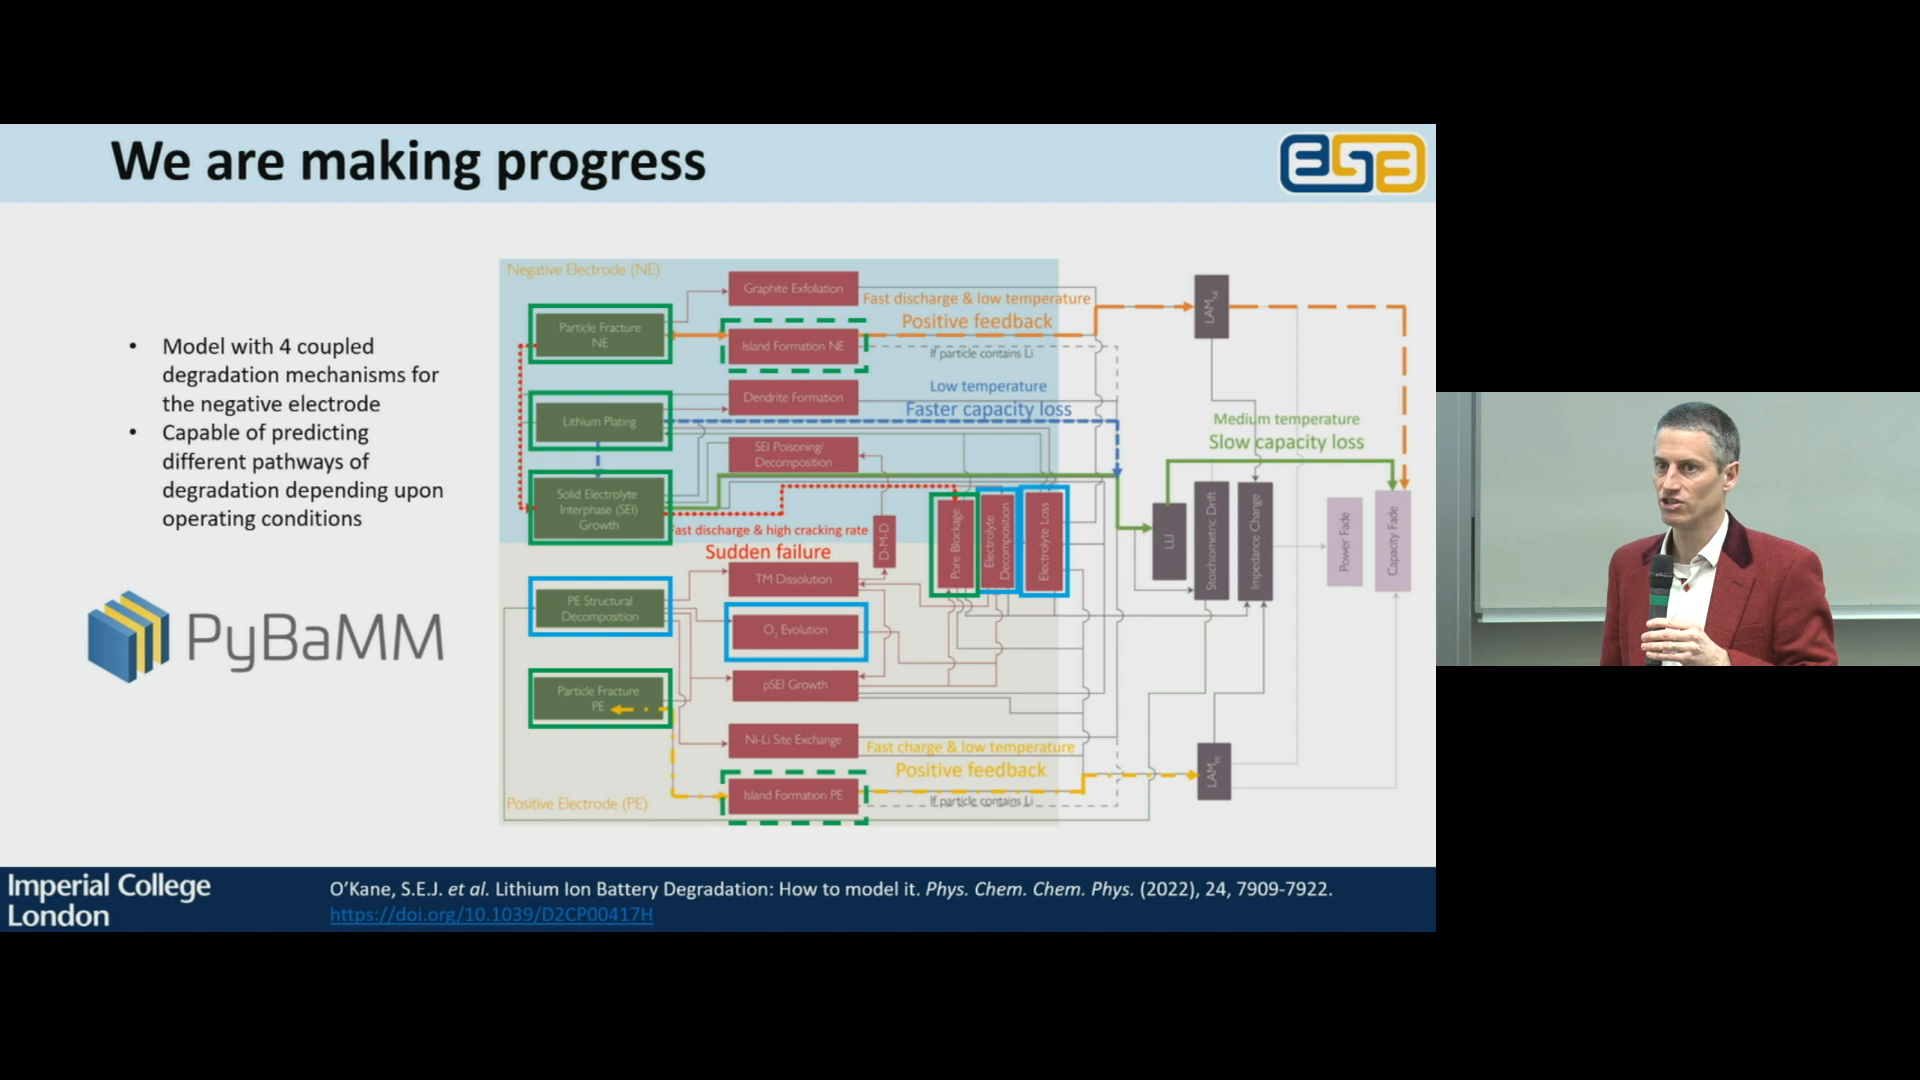 We are making progress
• Model with 4 coupled
degradation mechanisms for
the negative electrode
• Capable of predicting
different pathways of
degradation depending upon
operating conditions
PyBaMM
Negative Electrode (NE)
Graphite Exfoliation
Fast discharge & low temperature
Positive feedback
Particle Fracture
NE
Island Formation NE
If particle contains Li
Dendrite Formation
Low temperature
Faster capacity loss
Lithium Plating
SEI Poisoning/
Decomposition
Medium temperature
Slow capacity loss
Solid Electrolyte
Interphase (SEI)
Growth
Fast discharge & high cracking rate
Sudden failure
D-M-D
Pore Blockage
Electrolyte
Decomposition
Electrolyte Loss
LAM NE
LLI
Stoichiometric Drift
Impedance Change
Power Fade
Capacity Fade
TM Dissolution
PE Structural
Decomposition
O2 Evolution
pSEI Growth
Particle Fracture
PE
Ni-Li Site Exchange
Fast charge & low temperature
Positive feedback
Island Formation PE
If particle contains Li
LAM PE
Positive Electrode (PE)
Imperial College
London
O'Kane, S.E.J. et al. Lithium Ion Battery Degradation: How to model it. Phys. Chem. Chem. Phys. (2022), 24, 7909-7922.
https://doi.org/10.1039/D2CP00417H